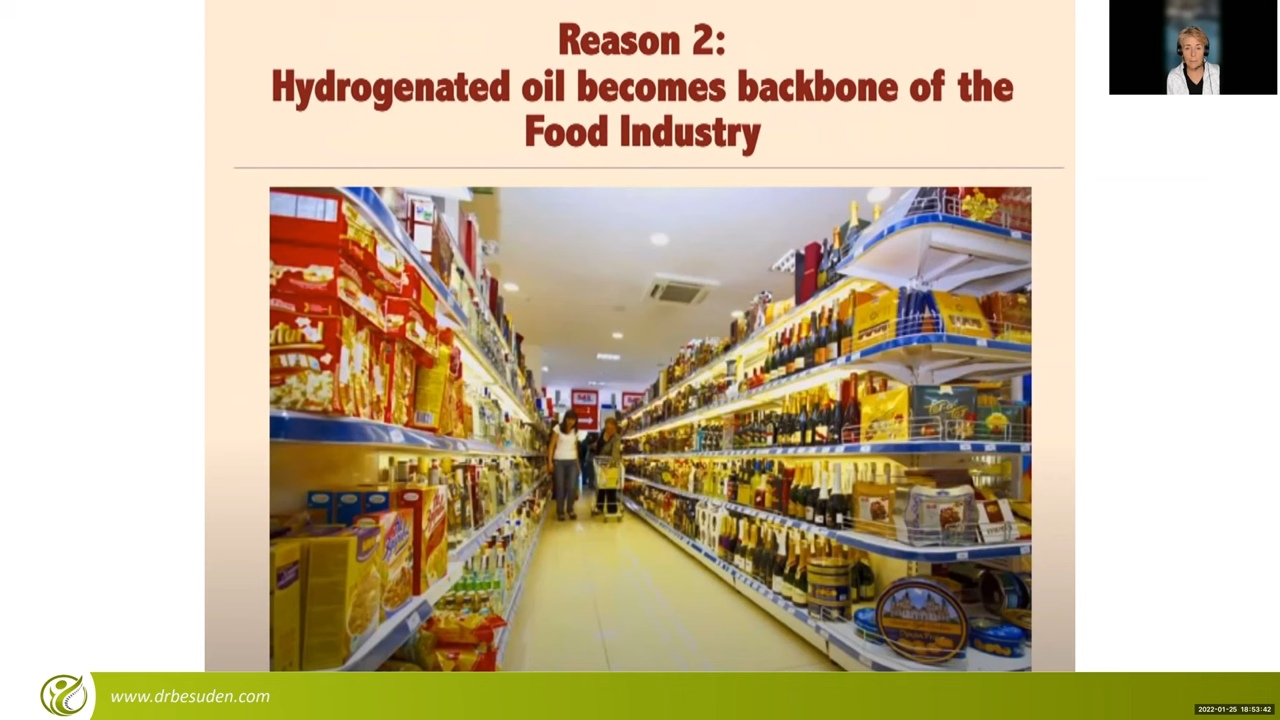 Reason 2:
Hydrogenated oil becomes backbone of the
Food Industry
www.drbesuden.com
2022-01-25 18:53:42